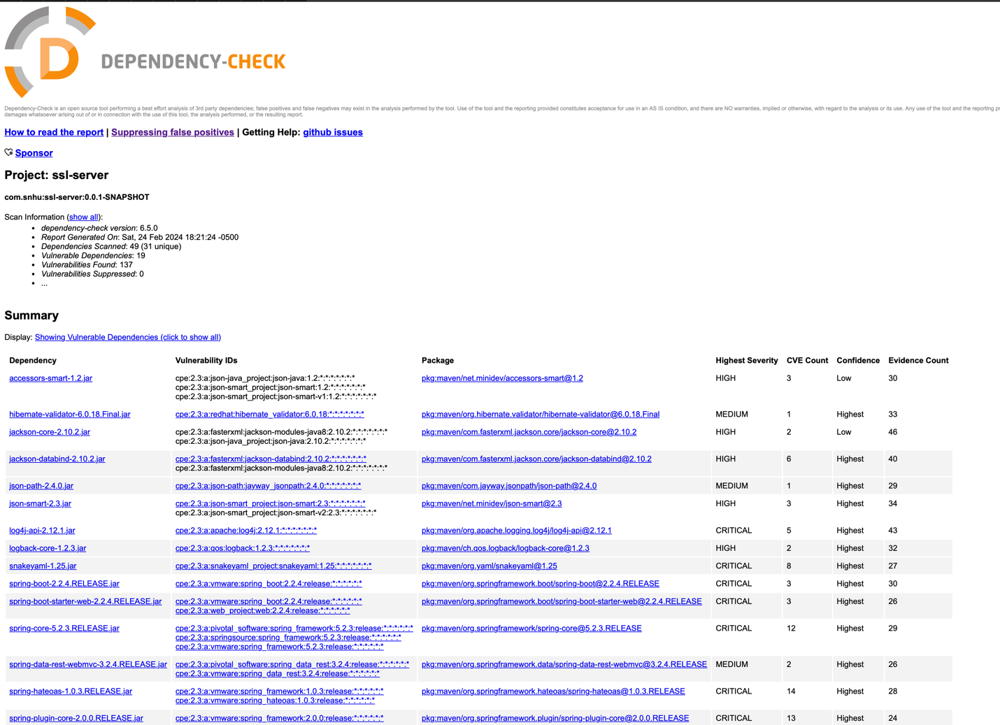 DEPENDENCY-CHECK
Dependency-Check is an open source tool performing a best effort analysis of 3rd party dependencies; false positives and false negatives may exist in the analysis performed by the tool. Use of the tool and the reporting provided constitutes acceptance for use in an AS IS condition, and there are NO warranties, implied or otherwise, with regard to the analysis or its use. Any use of the tool and the reporting pr
damages whatsoever arising out of or in connection with the use of this tool, the analysis performed, or the resulting report.
How to read the report | Suppressing false positives | Getting Help: github issues
Sponsor
Project: ssl-server
com.snhu:ssl-server:0.0.1-SNAPSHOT
Scan Information (show all):
• dependency-check version: 6.5.0
• Report Generated On: Sat, 24 Feb 2024 18:21:24 -0500
• Dependencies Scanned: 49 (31 unique)
• Vulnerable Dependencies: 19
• Vulnerabilities Found: 137
• Vulnerabilities Suppressed: 0
• ...
Summary
Display: Showing Vulnerable Dependencies (click to show all)
Dependency Vulnerability IDs Package Highest Severity CVE Count Confidence Evidence Count
accessors-smart-1.2.jar cpe:2.3:a:json-java_project:json-java:1.2:*:*:*:*:*:*:* pkg:maven/net.minidev/accessors-smart@1.2 HIGH 3 Low 30
cpe:2.3:a:json-smart_project:json-smart:1.2:*:*:*:*:*:*:*
cpe:2.3:a:json-smart_project:json-smart-v1:1.2:*:*:*:*:*:*:*
hibernate-validator-6.0.18.Final.jar cpe:2.3:a:redhat:hibernate_validator:6.0.18:*:*:*:*:*:*:* pkg:maven/org.hibernate.validator/hibernate-validator@6.0.18.Final MEDIUM 1 Highest 33
jackson-core-2.10.2.jar cpe:2.3:a:fasterxml:jackson-modules-java8:2.10.2:*:*:*:*:*:*:* pkg:maven/com.fasterxml.jackson.core/jackson-core@2.10.2 HIGH 2 Low 46
cpe:2.3:a:json-java_project:json-java:2.10.2:*:*:*:*:*:*:*
jackson-databind-2.10.2.jar cpe:2.3:a:fasterxml:jackson-databind:2.10.2:*:*:*:*:*:*:* pkg:maven/com.fasterxml.jackson.core/jackson-databind@2.10.2 HIGH 6 Highest 40
cpe:2.3:a:fasterxml:jackson-modules-java8:2.10.2:*:*:*:*:*:*:*
json-path-2.4.0.jar cpe:2.3:a:json-path:jayway_jsonpath:2.4.0:*:*:*:*:*:*:* pkg:maven/com.jayway.jsonpath/json-path@2.4.0 MEDIUM 1 Highest 29
json-smart-2.3.jar cpe:2.3:a:json-smart_project:json-smart:2.3:*:*:*:*:*:*:* pkg:maven/net.minidev/json-smart@2.3 HIGH 3 Highest 34
cpe:2.3:a:json-smart_project:json-smart-v2:2.3:*:*:*:*:*:*:*
log4j-api-2.12.1.jar cpe:2.3:a:apache:log4j:2.12.1:*:*:*:*:*:*:* pkg:maven/org.apache.logging.log4j/log4j-api@2.12.1 CRITICAL 5 Highest 43
logback-core-1.2.3.jar cpe:2.3:a:qos:logback:1.2.3:*:*:*:*:*:*:* pkg:maven/ch.qos.logback/logback-core@1.2.3 HIGH 2 Highest 32
snakeyaml-1.25.jar cpe:2.3:a:snakeyaml_project:snakeyaml:1.25:*:*:*:*:*:*:* pkg:maven/org.yaml/snakeyaml@1.25 CRITICAL 8 Highest 27
spring-boot-2.2.4.RELEASE.jar cpe:2.3:a:vmware:spring_boot:2.2.4:release:*:*:*:*:*:* pkg:maven/org.springframework.boot/spring-boot@2.2.4.RELEASE CRITICAL 3 Highest 30
spring-boot-starter-web-2.2.4.RELEASE.jar cpe:2.3:a:vmware:spring_boot:2.2.4:release:*:*:*:*:*:* pkg:maven/org.springframework.boot/spring-boot-starter-web@2.2.4.RELEASE CRITICAL 3 Highest 26
cpe:2.3:a:web_project:web:2.2.4:release:*:*:*:*:*:*
spring-core-5.2.3.RELEASE.jar cpe:2.3:a:pivotal_software:spring_framework:5.2.3:release:*:*:*:*:*:* pkg:maven/org.springframework/spring-core@5.2.3.RELEASE CRITICAL 12 Highest 29
cpe:2.3:a:springsource:spring_framework:5.2.3:release:*:*:*:*:*:*
cpe:2.3:a:vmware:spring_framework:5.2.3:release:*:*:*:*:*:*
spring-data-rest-webmvc-3.2.4.RELEASE.jar cpe:2.3:a:pivotal_software:spring_data_rest:3.2.4:release:*:*:*:*:*:* pkg:maven/org.springframework.data/spring-data-rest-webmvc@3.2.4.RELEASE MEDIUM 2 Highest 26
cpe:2.3:a:vmware:spring_data_rest:3.2.4:release:*:*:*:*:*:*
spring-hateoas-1.0.3.RELEASE.jar cpe:2.3:a:vmware:spring_framework:1.0.3:release:*:*:*:*:*:* pkg:maven/org.springframework.hateoas/spring-hateoas@1.0.3.RELEASE CRITICAL 14 Highest 28
cpe:2.3:a:vmware:spring_hateoas:1.0.3:release:*:*:*:*:*:*
spring-plugin-core-2.0.0.RELEASE.jar cpe:2.3:a:vmware:spring_framework:2.0.0:release:*:*:*:*:*:* pkg:maven/org.springframework.plugin/spring-plugin-core@2.0.0.RELEASE CRITICAL 13 Highest 24